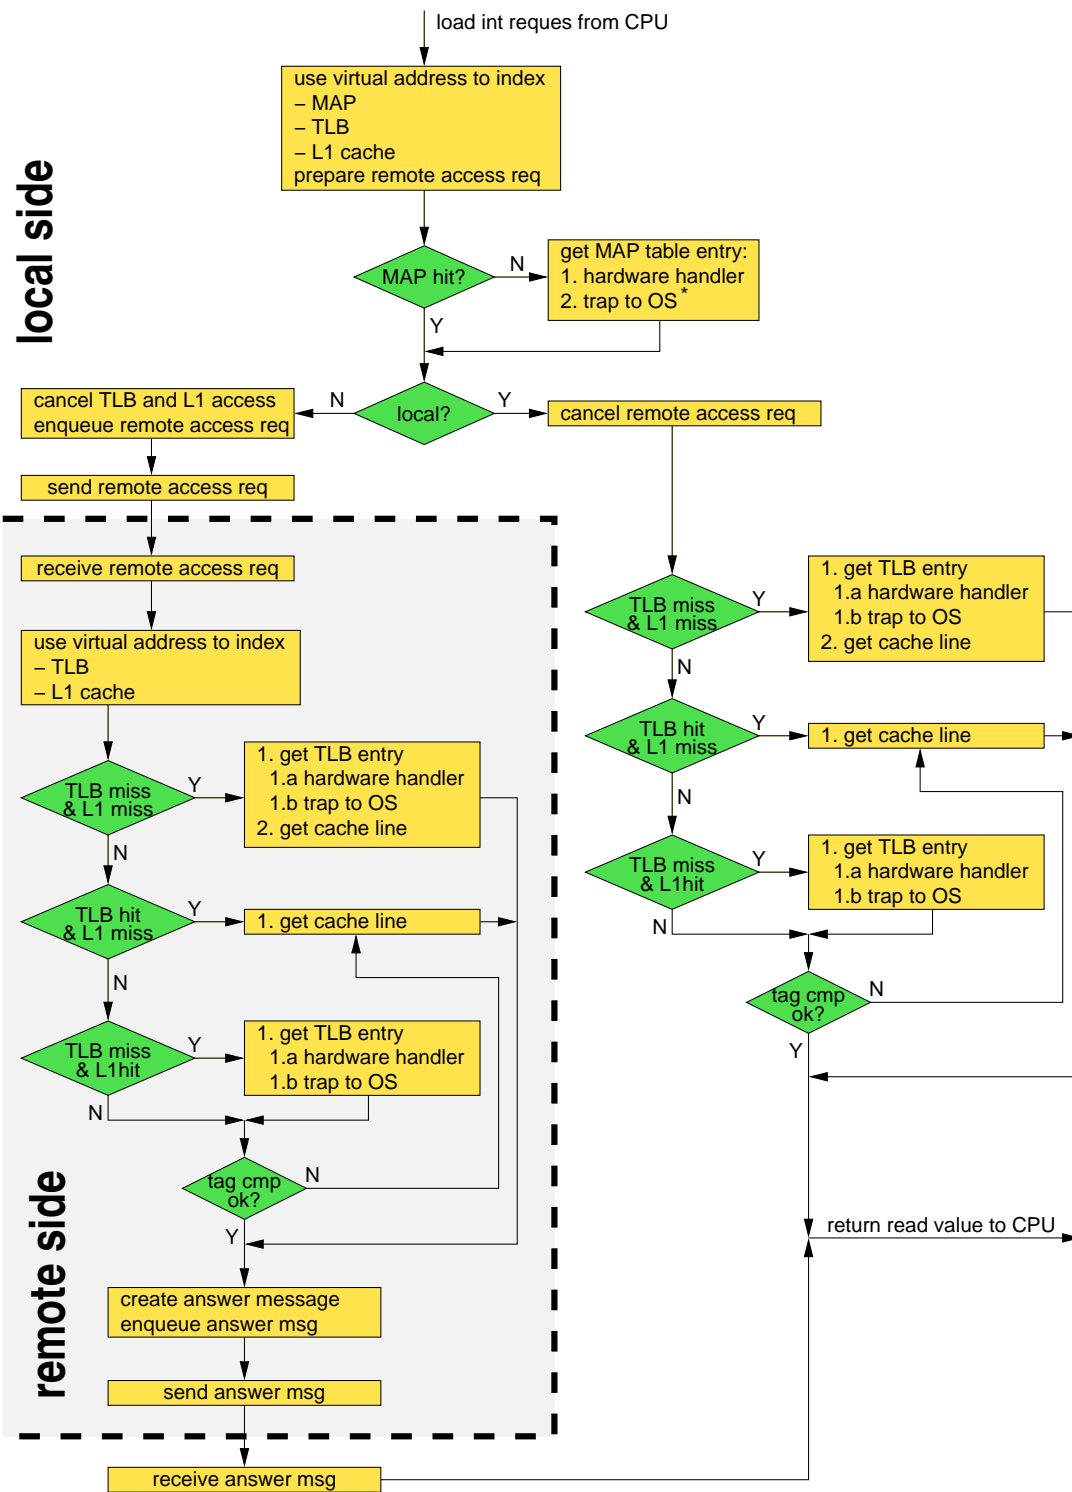 load int reques from CPU
use virtual address to index
– MAP
– TLB
– L1 cache
prepare remote access req
local side
MAP hit?
N
get MAP table entry:
1. hardware handler
2. trap to OS*
Y
cancel TLB and L1 access
enqueue remote access req
N
local?
Y
cancel remote access req
send remote access req
receive remote access req
use virtual address to index
– TLB
– L1 cache
TLB miss
& L1 miss
Y
1. get TLB entry
1.a hardware handler
1.b trap to OS
2. get cache line
N
TLB hit
& L1 miss
Y
1. get cache line
N
TLB miss
& L1hit
Y
1. get TLB entry
1.a hardware handler
1.b trap to OS
N
tag cmp
ok?
N
Y
remote side
create answer message
enqueue answer msg
send answer msg
receive answer msg
TLB miss
& L1 miss
Y
1. get TLB entry
1.a hardware handler
1.b trap to OS
2. get cache line
N
TLB hit
& L1 miss
Y
1. get cache line
N
TLB miss
& L1hit
Y
1. get TLB entry
1.a hardware handler
1.b trap to OS
N
tag cmp
ok?
N
Y
return read value to CPU